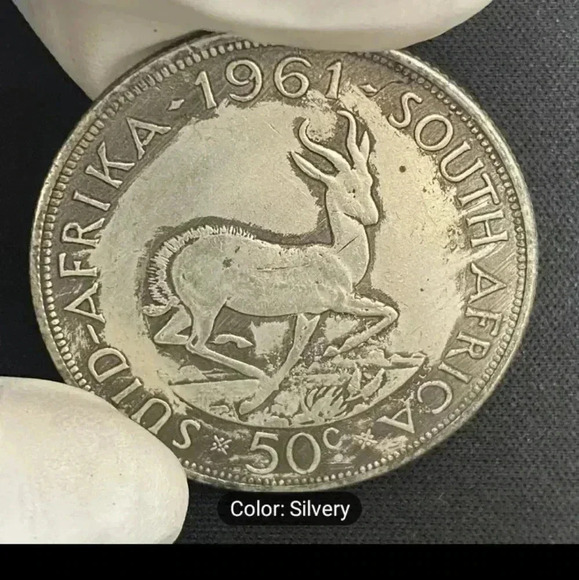 SUID-AFRIKA · 1961 · SOUTH AFRICA
50c
Color: Silvery